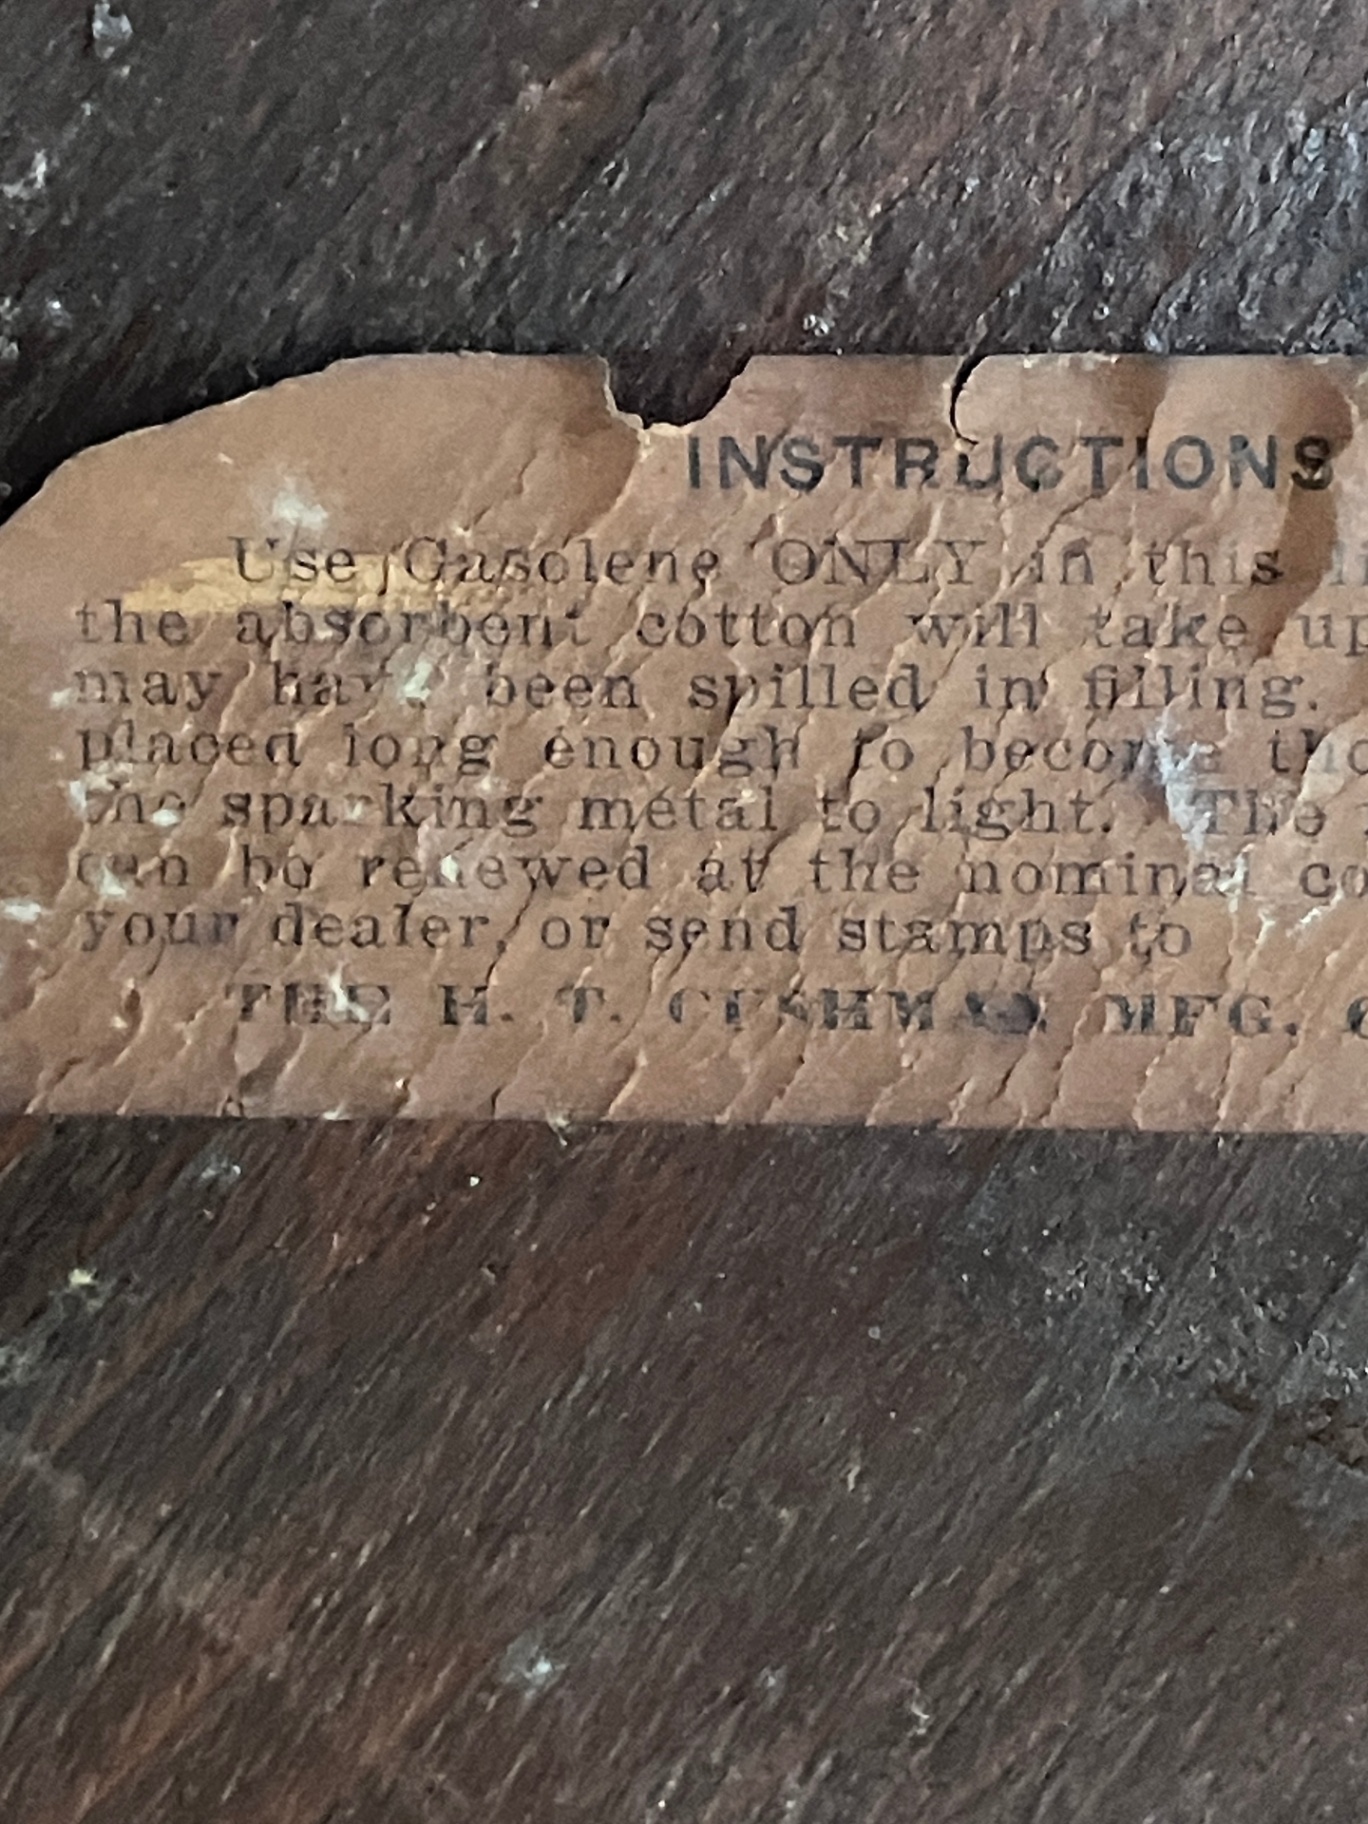 INSTRUCTIONS
Use Gasolene ONLY in this
the absorbent cotton will take up
may have been spilled in filling.
placed long enough to become
the sparking metal to light. The
can be renewed at the nominal
your dealer, or send stamps to
THE H. T. CUSHMAN MFG.